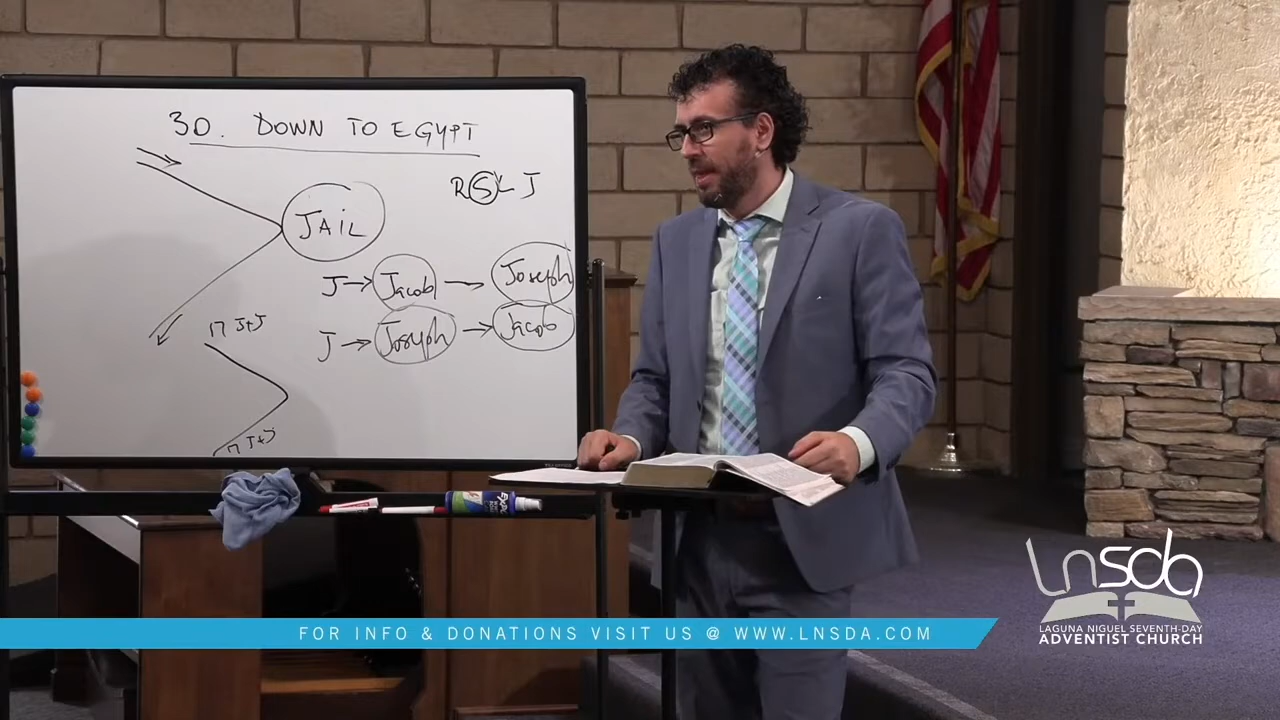 30. DOWN TO EGYPT
R S L J
JAIL
J → Jacob — Joseph
17 J+J
J → Joseph → Jacob
17 J+J
EXPO
FOR INFO & DONATIONS VISIT US @ WWW.LNSDA.COM
LNSDA
LAGUNA NIGUEL SEVENTH-DAY
ADVENTIST CHURCH